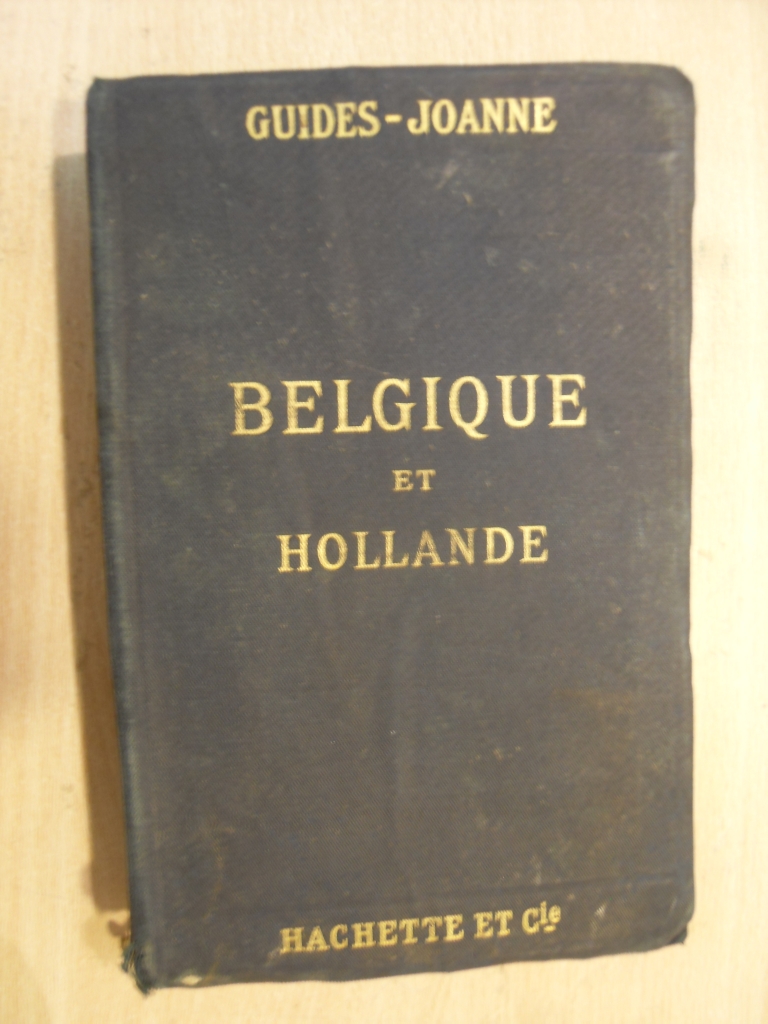 GUIDES-JOANNE
BELGIQUE
ET
HOLLANDE
HACHETTE ET Cie